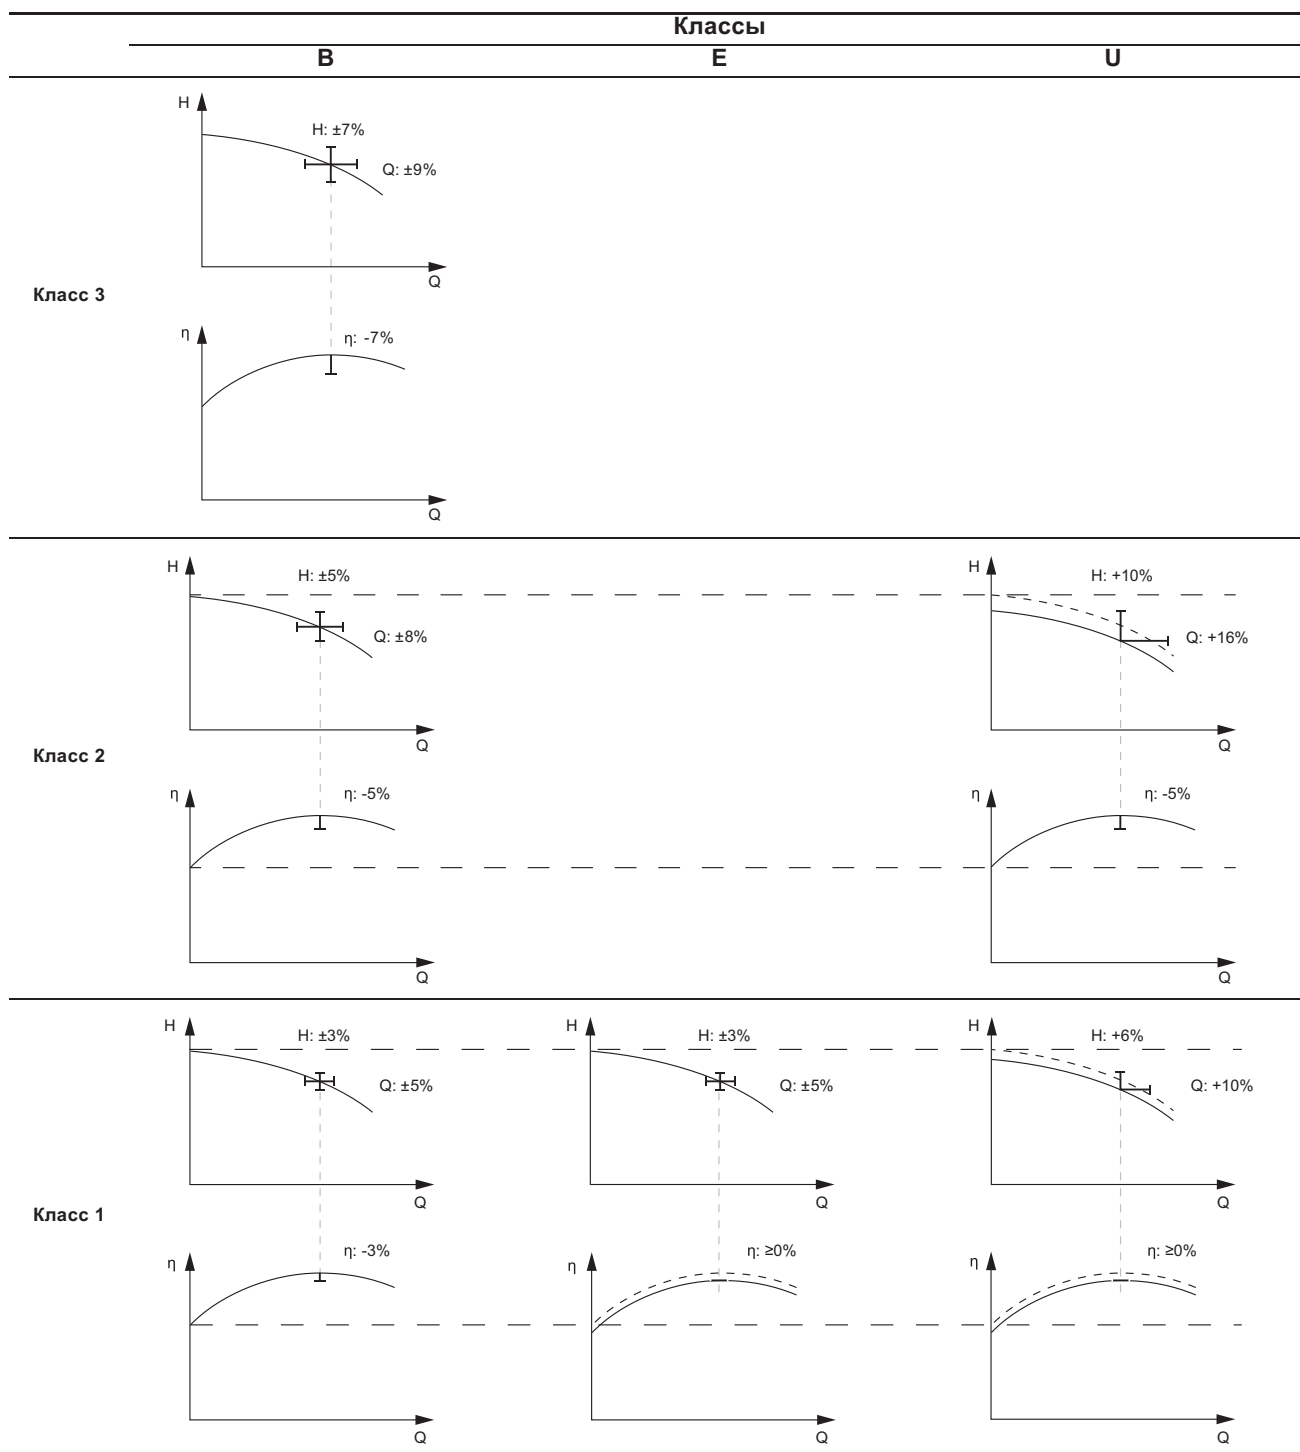 Классы
B E U
H
H: ±7%
Q: ±9%
Q
Класс 3
η
η: -7%
Q
H H: ±5% H H: +10%
Q: ±8% Q: +16%
Q Q
Класс 2
η η: -5% η η: -5%
Q Q
H H: ±3% H H: ±3% H H: +6%
Q: ±5% Q: ±5% Q: +10%
Q Q Q
Класс 1
η η: -3% η η: ≥0% η η: ≥0%
Q Q Q